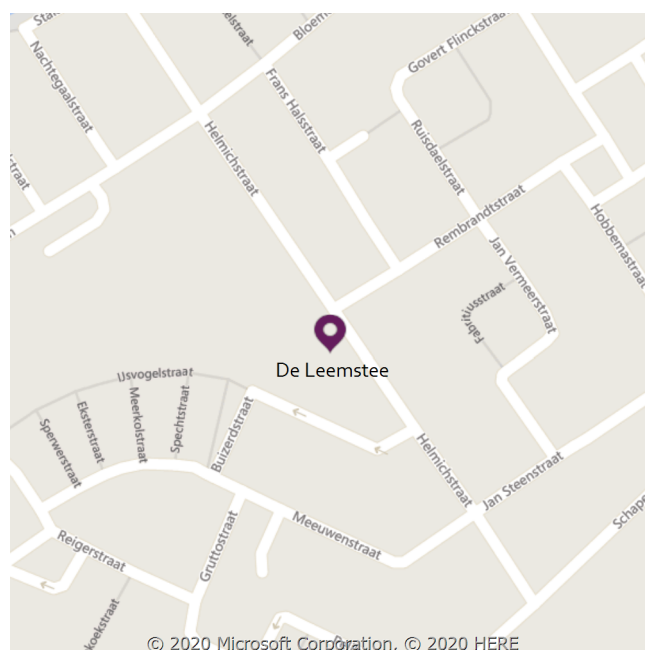 Govert Flinckstraat
Nachtegaalstraat
Frans Halsstraat
Helmichstraat
Ruisdaelstraat
Rembrandtstraat
Hobbemastraat
Jan Vermeerstraat
Fabritiusstraat
De Leemstee
IJsvogelstraat
Meerkolstraat
Spechtstraat
Eksterstraat
Sperwerstraat
Buizerdstraat
Helmichstraat
Jan Steenstraat
Meeuwenstraat
Gruttostraat
Reigerstraat
© 2020 Microsoft Corporation, © 2020 HERE